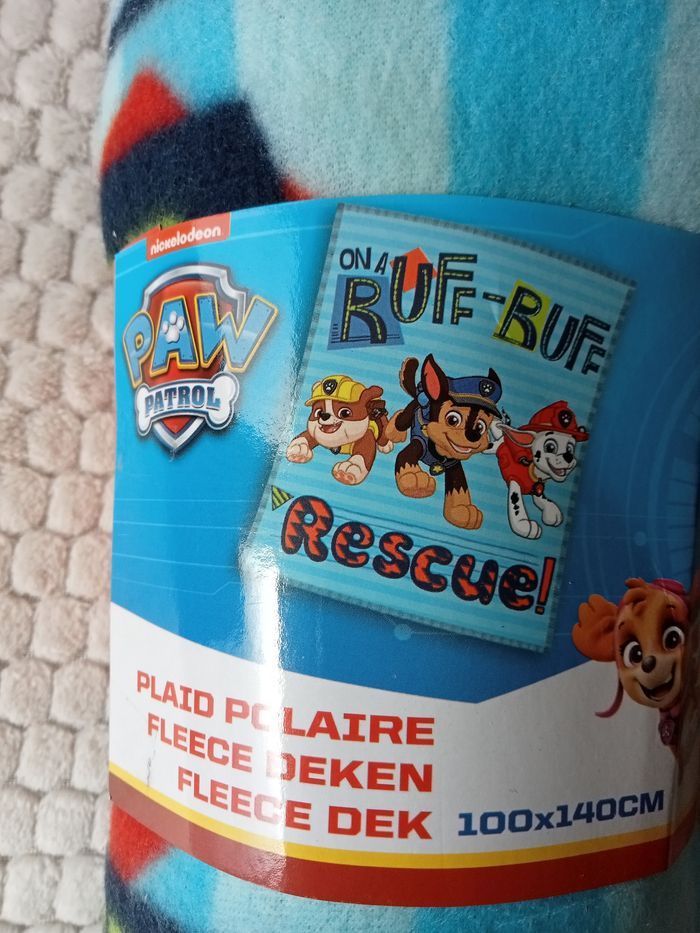 nickelodeon
PAW
PATROL
ON A
RUFF-RUFF
Rescue!
PLAID POLAIRE
FLEECE DEKEN
FLEECE DEK
100x140CM